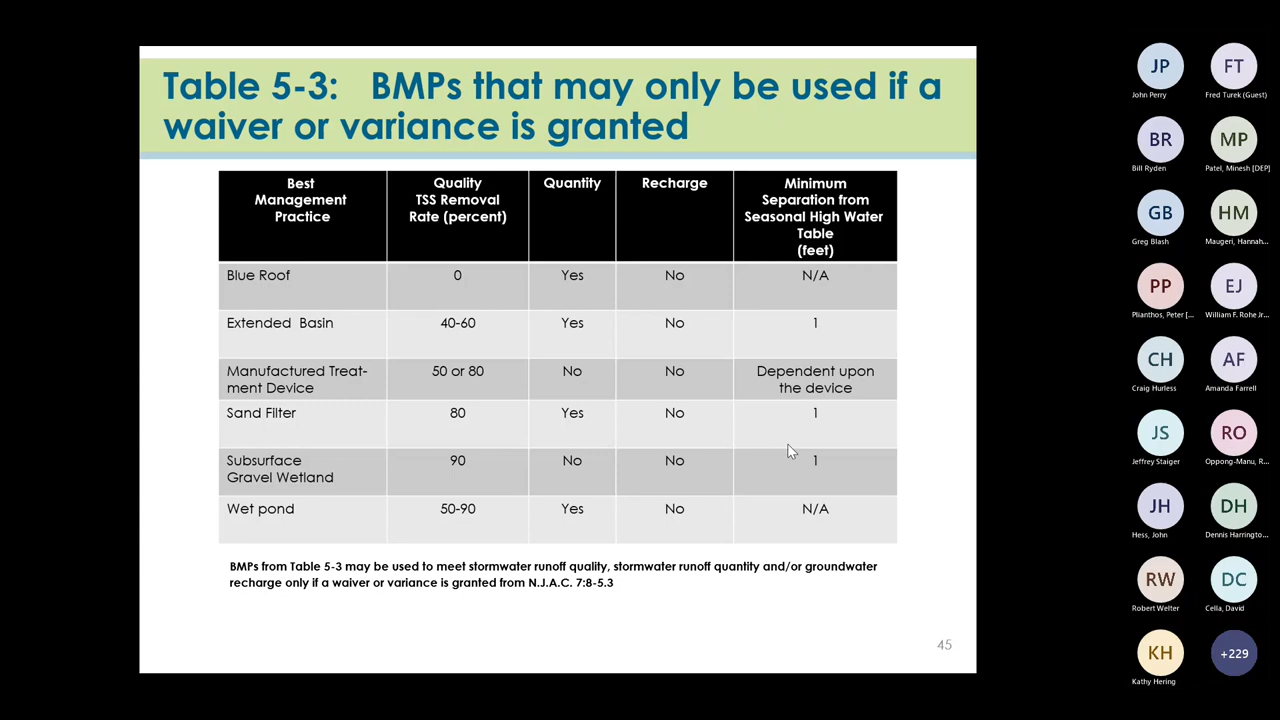 Table 5-3: BMPs that may only be used if a
waiver or variance is granted
Best
Management
Practice
Quality
TSS Removal
Rate (percent)
Quantity
Recharge
Minimum
Separation from
Seasonal High Water
Table
(feet)
Blue Roof
0
Yes
No
N/A
Extended Basin
40-60
Yes
No
1
Manufactured Treat-
ment Device
50 or 80
No
No
Dependent upon
the device
Sand Filter
80
Yes
No
1
Subsurface
Gravel Wetland
90
No
No
1
Wet pond
50-90
Yes
No
N/A
BMPs from Table 5-3 may be used to meet stormwater runoff quality, stormwater runoff quantity and/or groundwater
recharge only if a waiver or variance is granted from N.J.A.C. 7:8-5.3
45
JP
John Perry
FT
Fred Turek (Guest)
BR
Bill Ryden
MP
Patel, Minesh [DEP]
GB
Greg Blash
HM
Maugeri, Hannah...
PP
Plianthos, Peter [...
EJ
William F. Rohe Jr...
CH
Craig Hurless
AF
Amanda Farrell
JS
Jeffrey Staiger
RO
Oppong-Manu, R...
JH
Hess, John
DH
Dennis Harringto...
RW
Robert Welter
DC
Cella, David
KH
Kathy Hering
+229